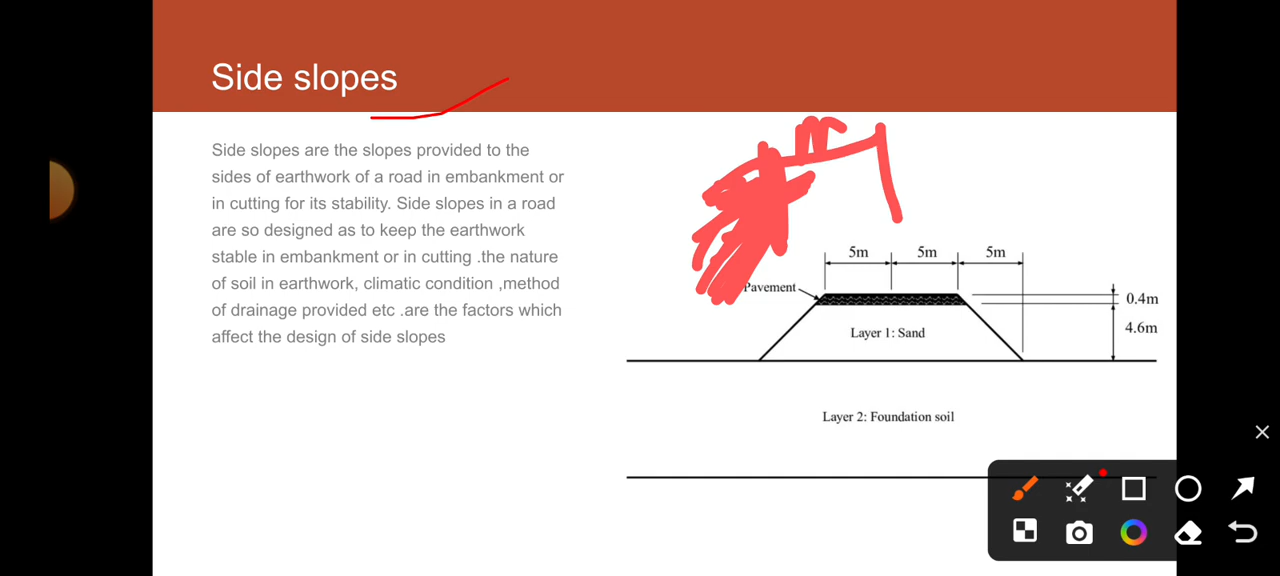 Side slopes
Side slopes are the slopes provided to the
sides of earthwork of a road in embankment or
in cutting for its stability. Side slopes in a road
are so designed as to keep the earthwork
stable in embankment or in cutting .the nature
of soil in earthwork, climatic condition ,method
of drainage provided etc .are the factors which
affect the design of side slopes
5m 5m 5m
Pavement
0.4m
Layer 1: Sand
4.6m
Layer 2: Foundation soil